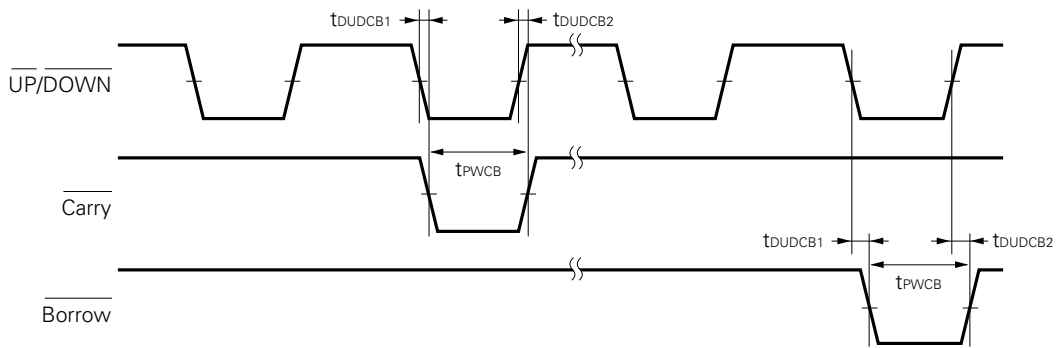 tDUDCB1
tDUDCB2
UP/DOWN
tPWCB
Carry
tDUDCB1
tDUDCB2
tPWCB
Borrow